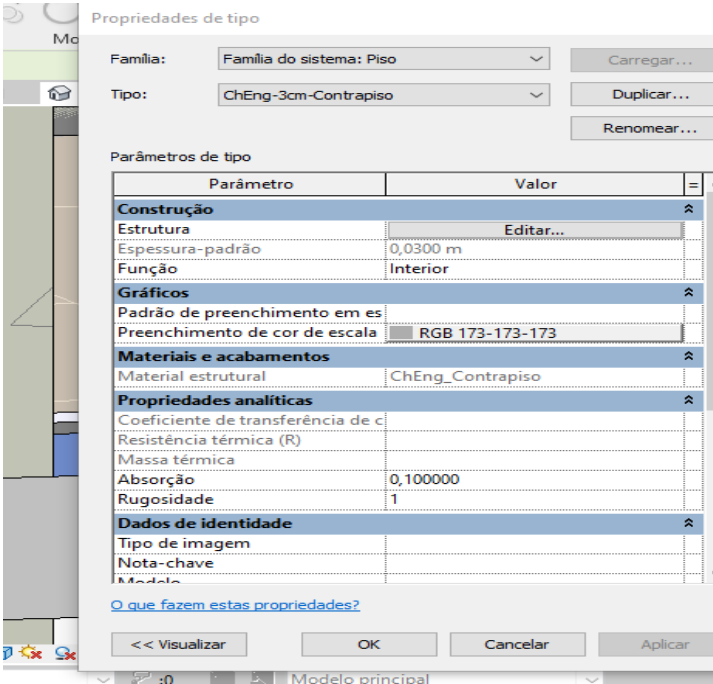 Propriedades de tipo
Mo
Família: Família do sistema: Piso Carregar...
Tipo: ChEng-3cm-Contrapiso Duplicar...
Renomear...
Parâmetros de tipo
Parâmetro Valor =
Construção
Estrutura Editar...
Espessura-padrão 0,0300 m
Função Interior
Gráficos
Padrão de preenchimento em es
Preenchimento de cor de escala RGB 173-173-173
Materiais e acabamentos
Material estrutural ChEng_Contrapiso
Propriedades analíticas
Coeficiente de transferência de c
Resistência térmica (R)
Massa térmica
Absorção 0,100000
Rugosidade 1
Dados de identidade
Tipo de imagem
Nota-chave
Modelo
O que fazem estas propriedades?
<< Visualizar OK Cancelar Aplicar
:0 Modelo principal